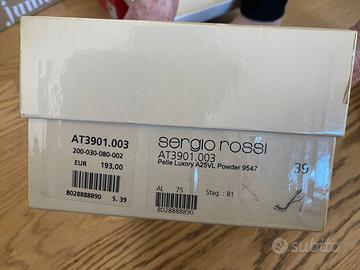 AT3901.003
200-030-080-002
EUR 193,00
8028888890 S. 39
sergio rossi
AT3901.003
Pelle Luxory A25VL Powder 9547
39
AL 75 Stag.: 81
8028888890
subito